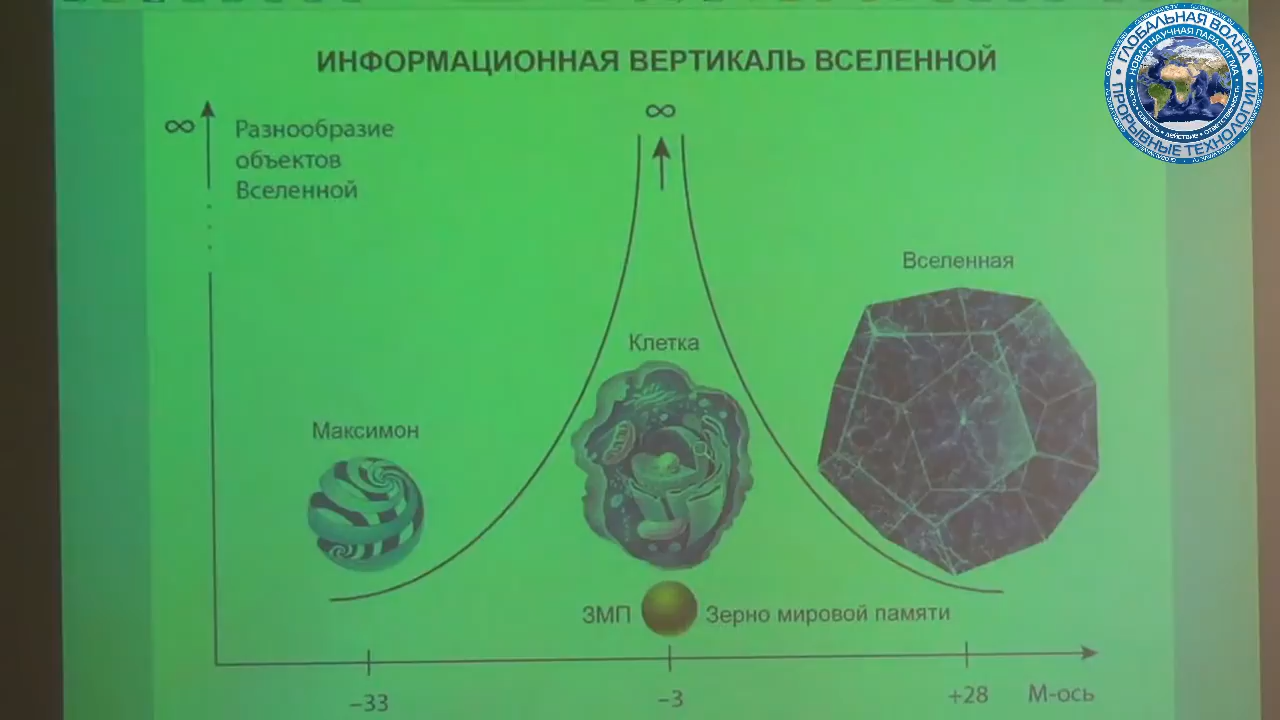 ИНФОРМАЦИОННАЯ ВЕРТИКАЛЬ ВСЕЛЕННОЙ
∞
Разнообразие
объектов
Вселенной
∞
Вселенная
Клетка
Максимон
ЗМП
Зерно мировой памяти
–33
–3
+28
М-ось
ГЛОБАЛЬНАЯ ВОЛНА
НОВАЯ НАУЧНАЯ ПАРАДИГМА
ПРОРЫВНЫЕ ТЕХНОЛОГИИ